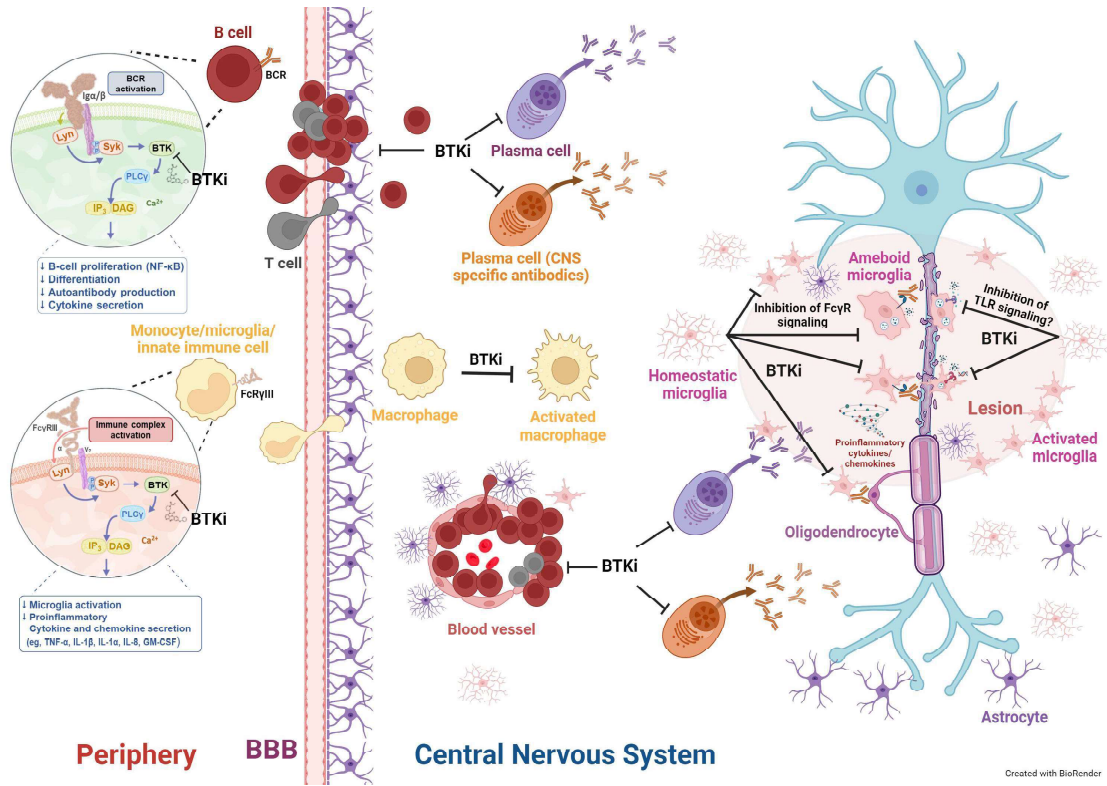 B cell
BCR
BCR
activation
Igα/β
Lyn
Syk
BTK
BTKi
PLCγ
IP3 DAG
Ca2+
↓ B-cell proliferation (NF-κB)
↓ Differentiation
↓ Autoantibody production
↓ Cytokine secretion
Monocyte/microglia/
innate immune cell
FcRγIII
FcγRIII
Immune complex
activation
α
Lyn
Syk
BTK
BTKi
PLCγ
IP3 DAG
Ca2+
↓ Microglia activation
↓ Proinflammatory
Cytokine and chemokine secretion
(eg, TNF-α, IL-1β, IL-1α, IL-8, GM-CSF)
T cell
BTKi
Plasma cell
Plasma cell (CNS
spccific antibodics)
Macrophage
BTKi
Activated
macrophage
Blood vessel
BTKi
Homeostatic
microglia
Ameboid
microglia
Inhibition of FcγR
signaling
BTKi
Inhibition of
TLR signaling?
BTKi
Lesion
Proinflammatory
cytokines/
chemokines
Activated
microglia
Oligodendrocyte
Astrocyte
Periphery
BBB
Central Nervous System
Created with BioRender